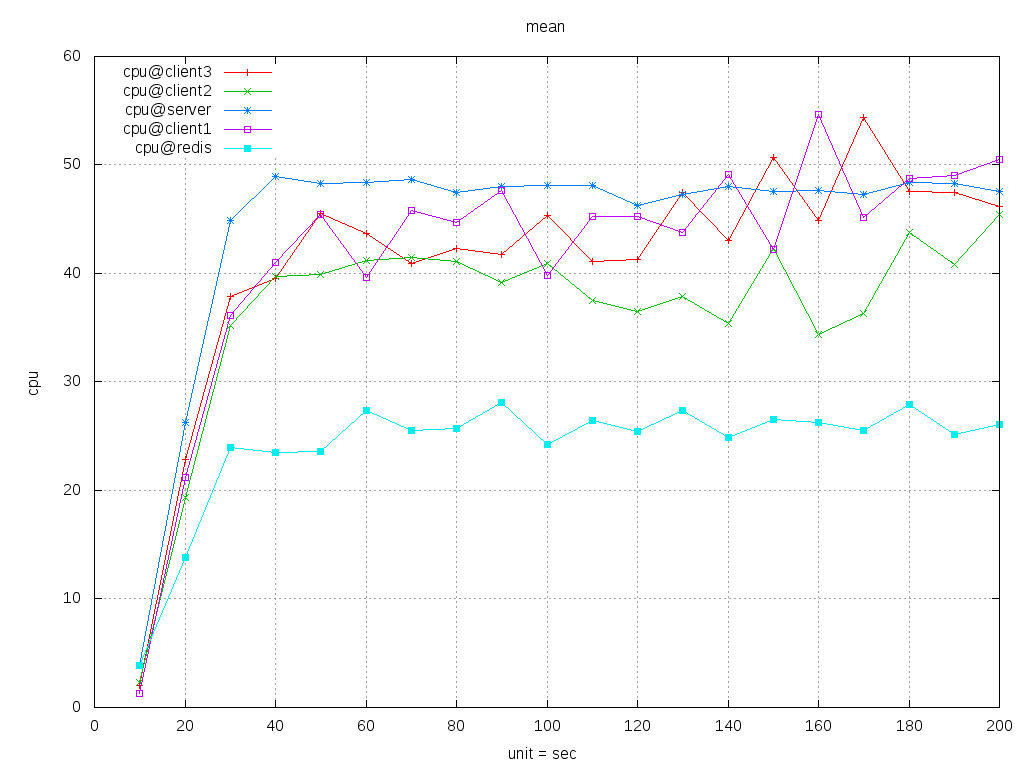 mean
60
50
40
30
20
10
0
cpu
cpu@client3
cpu@client2
cpu@server
cpu@client1
cpu@redis
0 20 40 60 80 100 120 140 160 180 200
unit = sec